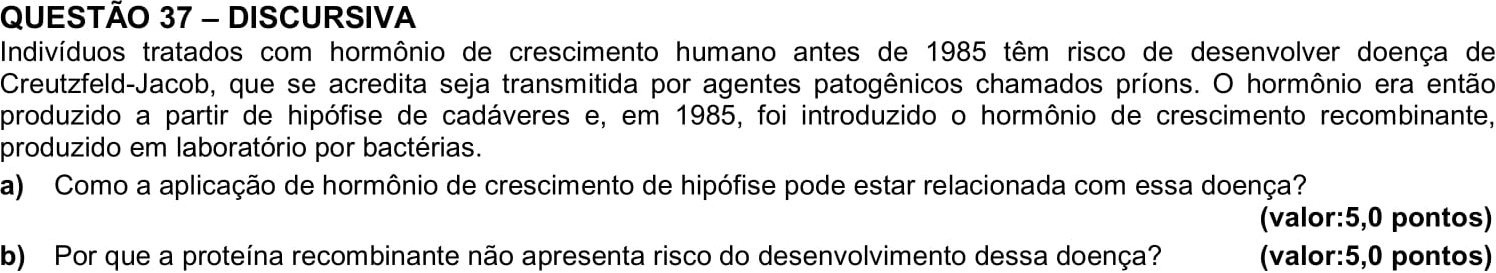 QUESTÃO 37 – DISCURSIVA
Indivíduos tratados com hormônio de crescimento humano antes de 1985 têm risco de desenvolver doença de
Creutzfeld-Jacob, que se acredita seja transmitida por agentes patogênicos chamados príons. O hormônio era então
produzido a partir de hipófise de cadáveres e, em 1985, foi introduzido o hormônio de crescimento recombinante,
produzido em laboratório por bactérias.
a) Como a aplicação de hormônio de crescimento de hipófise pode estar relacionada com essa doença?
(valor:5,0 pontos)
b) Por que a proteína recombinante não apresenta risco do desenvolvimento dessa doença? (valor:5,0 pontos)